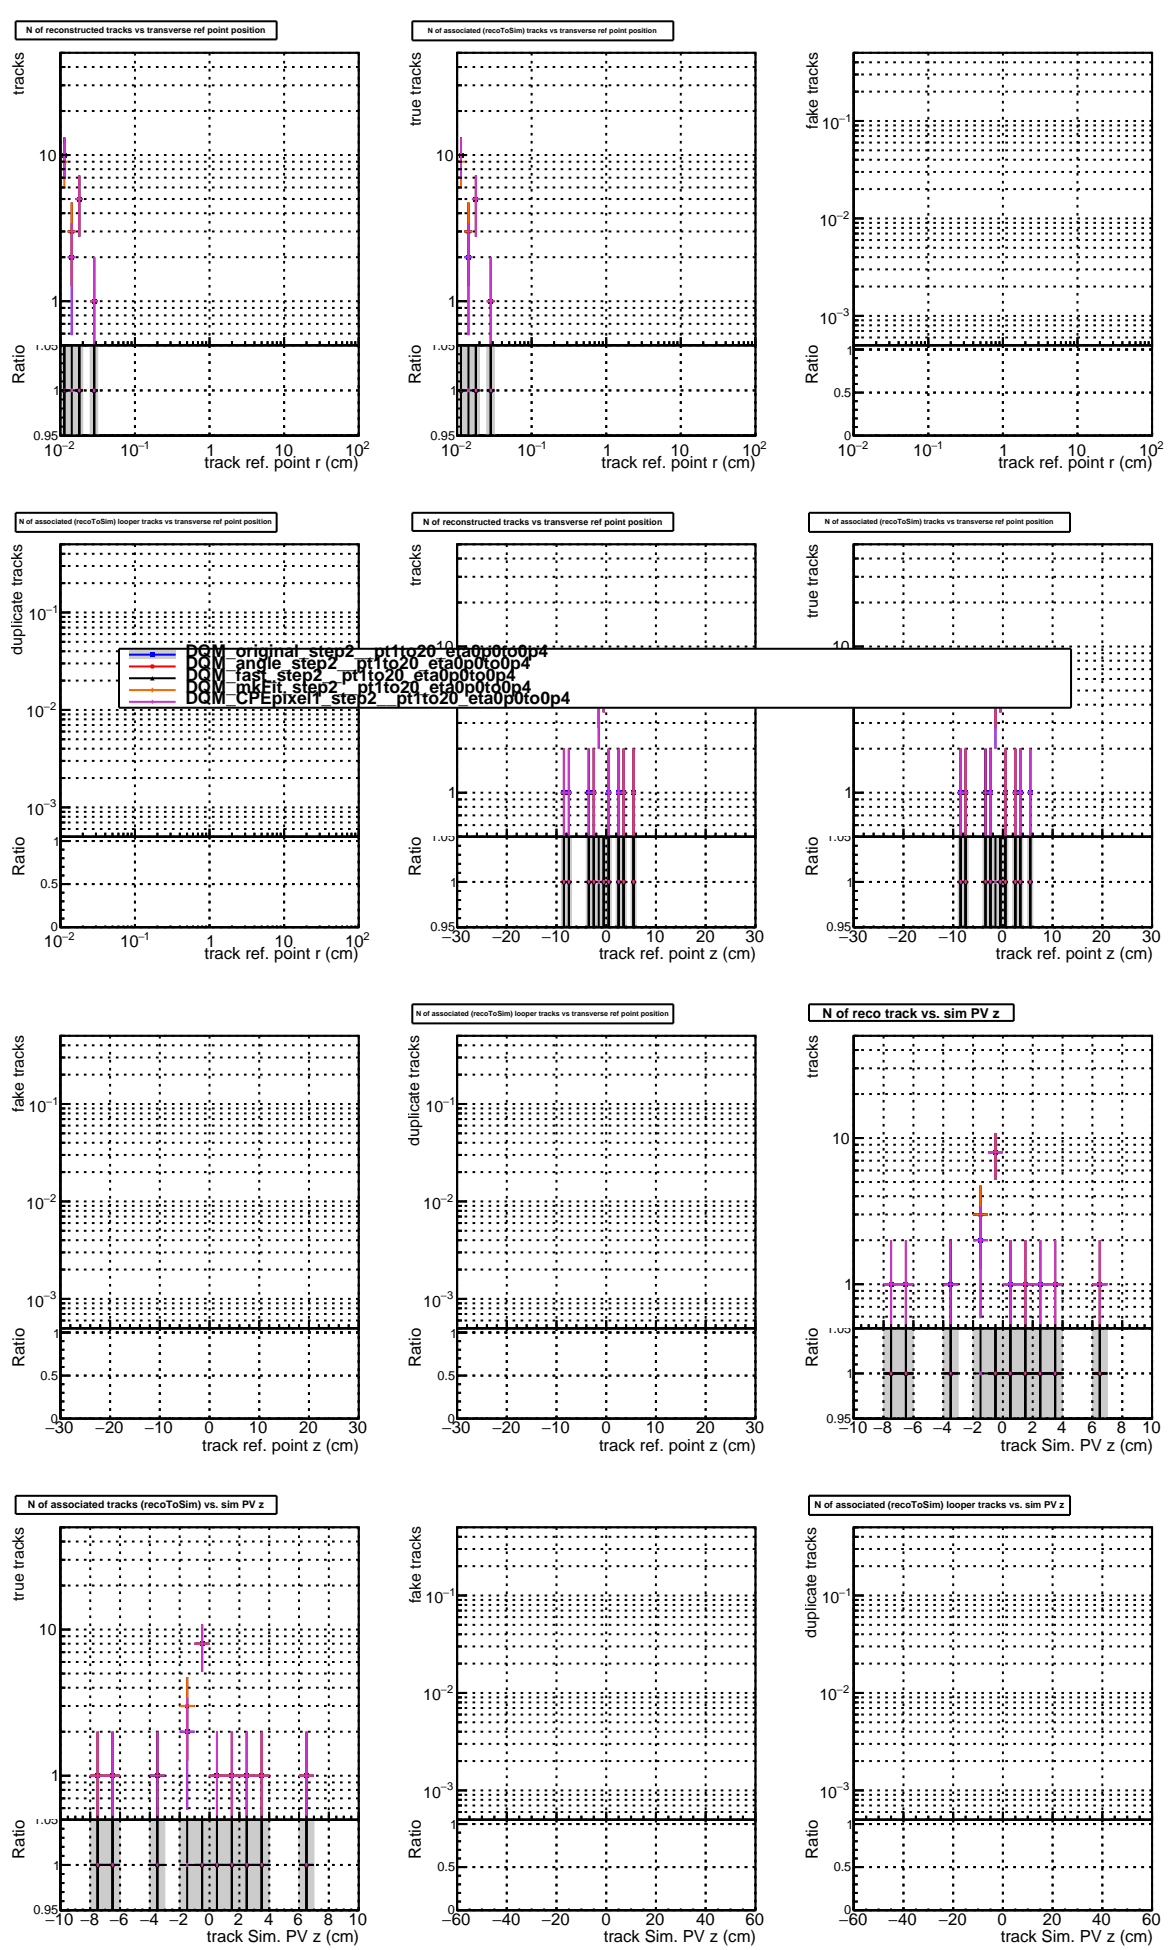 N of reconstructed tracks vs transverse ref point position
N of associated (recoToSim) tracks vs transverse ref point position
tracks
10
1
Ratio
1.05
1
0.95
10−2 10−1 1 10 102
track ref. point r (cm)
true tracks
10
1
Ratio
1.05
1
0.95
10−2 10−1 1 10 102
track ref. point r (cm)
fake tracks
10−1
10−2
10−3
Ratio
1
0.5
0
10−2 10−1 1 10 102
track ref. point r (cm)
N of associated (recoToSim) looper tracks vs transverse ref point position
N of reconstructed tracks vs transverse ref point position
N of associated (recoToSim) tracks vs transverse ref point position
duplicate tracks
10−1
10−2
10−3
Ratio
1
0.5
0
10−2 10−1 1 10 102
track ref. point r (cm)
DQM_original_step2__pt1to20_eta0p0to0p4
DQM_angle_step2__pt1to20_eta0p0to0p4
DQM_fast_step2__pt1to20_eta0p0to0p4
DQM_mkFit_step2__pt1to20_eta0p0to0p4
DQM_CPEpixel1_step2__pt1to20_eta0p0to0p4
tracks
10
1
Ratio
1.05
1
0.95
−30 −20 −10 0 10 20 30
track ref. point z (cm)
true tracks
10
1
Ratio
1.05
1
0.95
−30 −20 −10 0 10 20 30
track ref. point z (cm)
N of associated (recoToSim) looper tracks vs transverse ref point position
N of reco track vs. sim PV z
fake tracks
10−1
10−2
10−3
Ratio
1
0.5
0
−30 −20 −10 0 10 20 30
track ref. point z (cm)
duplicate tracks
10−1
10−2
10−3
Ratio
1
0.5
0
−30 −20 −10 0 10 20 30
track ref. point z (cm)
tracks
10
1
Ratio
1.05
1
0.95
−10 −8 −6 −4 −2 0 2 4 6 8 10
track Sim. PV z (cm)
N of associated tracks (recoToSim) vs. sim PV z
N of associated (recoToSim) looper tracks vs. sim PV z
true tracks
10
1
Ratio
1.05
1
0.95
−10 −8 −6 −4 −2 0 2 4 6 8 10
track Sim. PV z (cm)
fake tracks
10−1
10−2
10−3
Ratio
1
0.5
0
−60 −40 −20 0 20 40 60
track Sim. PV z (cm)
duplicate tracks
10−1
10−2
10−3
Ratio
1
0.5
0
−60 −40 −20 0 20 40 60
track Sim. PV z (cm)